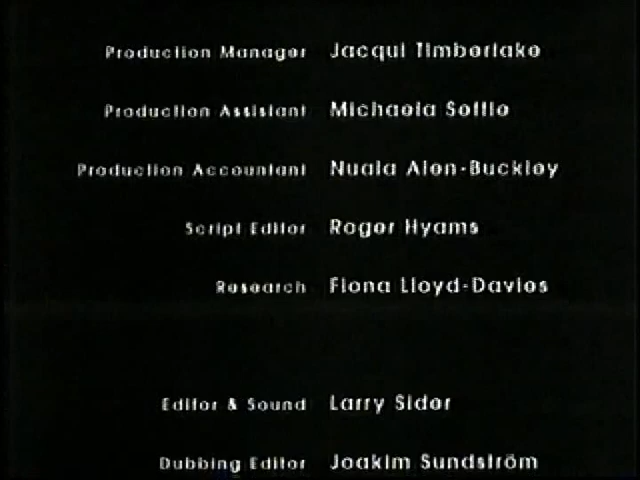 Production Manager Jacqui Timberlake
Production Assistant Michaela
Production Accountant Nuala Alen-Buckley
Script Editor Roger Hyams
Research Fiona Lloyd-Davies
Editor & Sound Larry Sider
Dubbing Editor Joakim Sundström